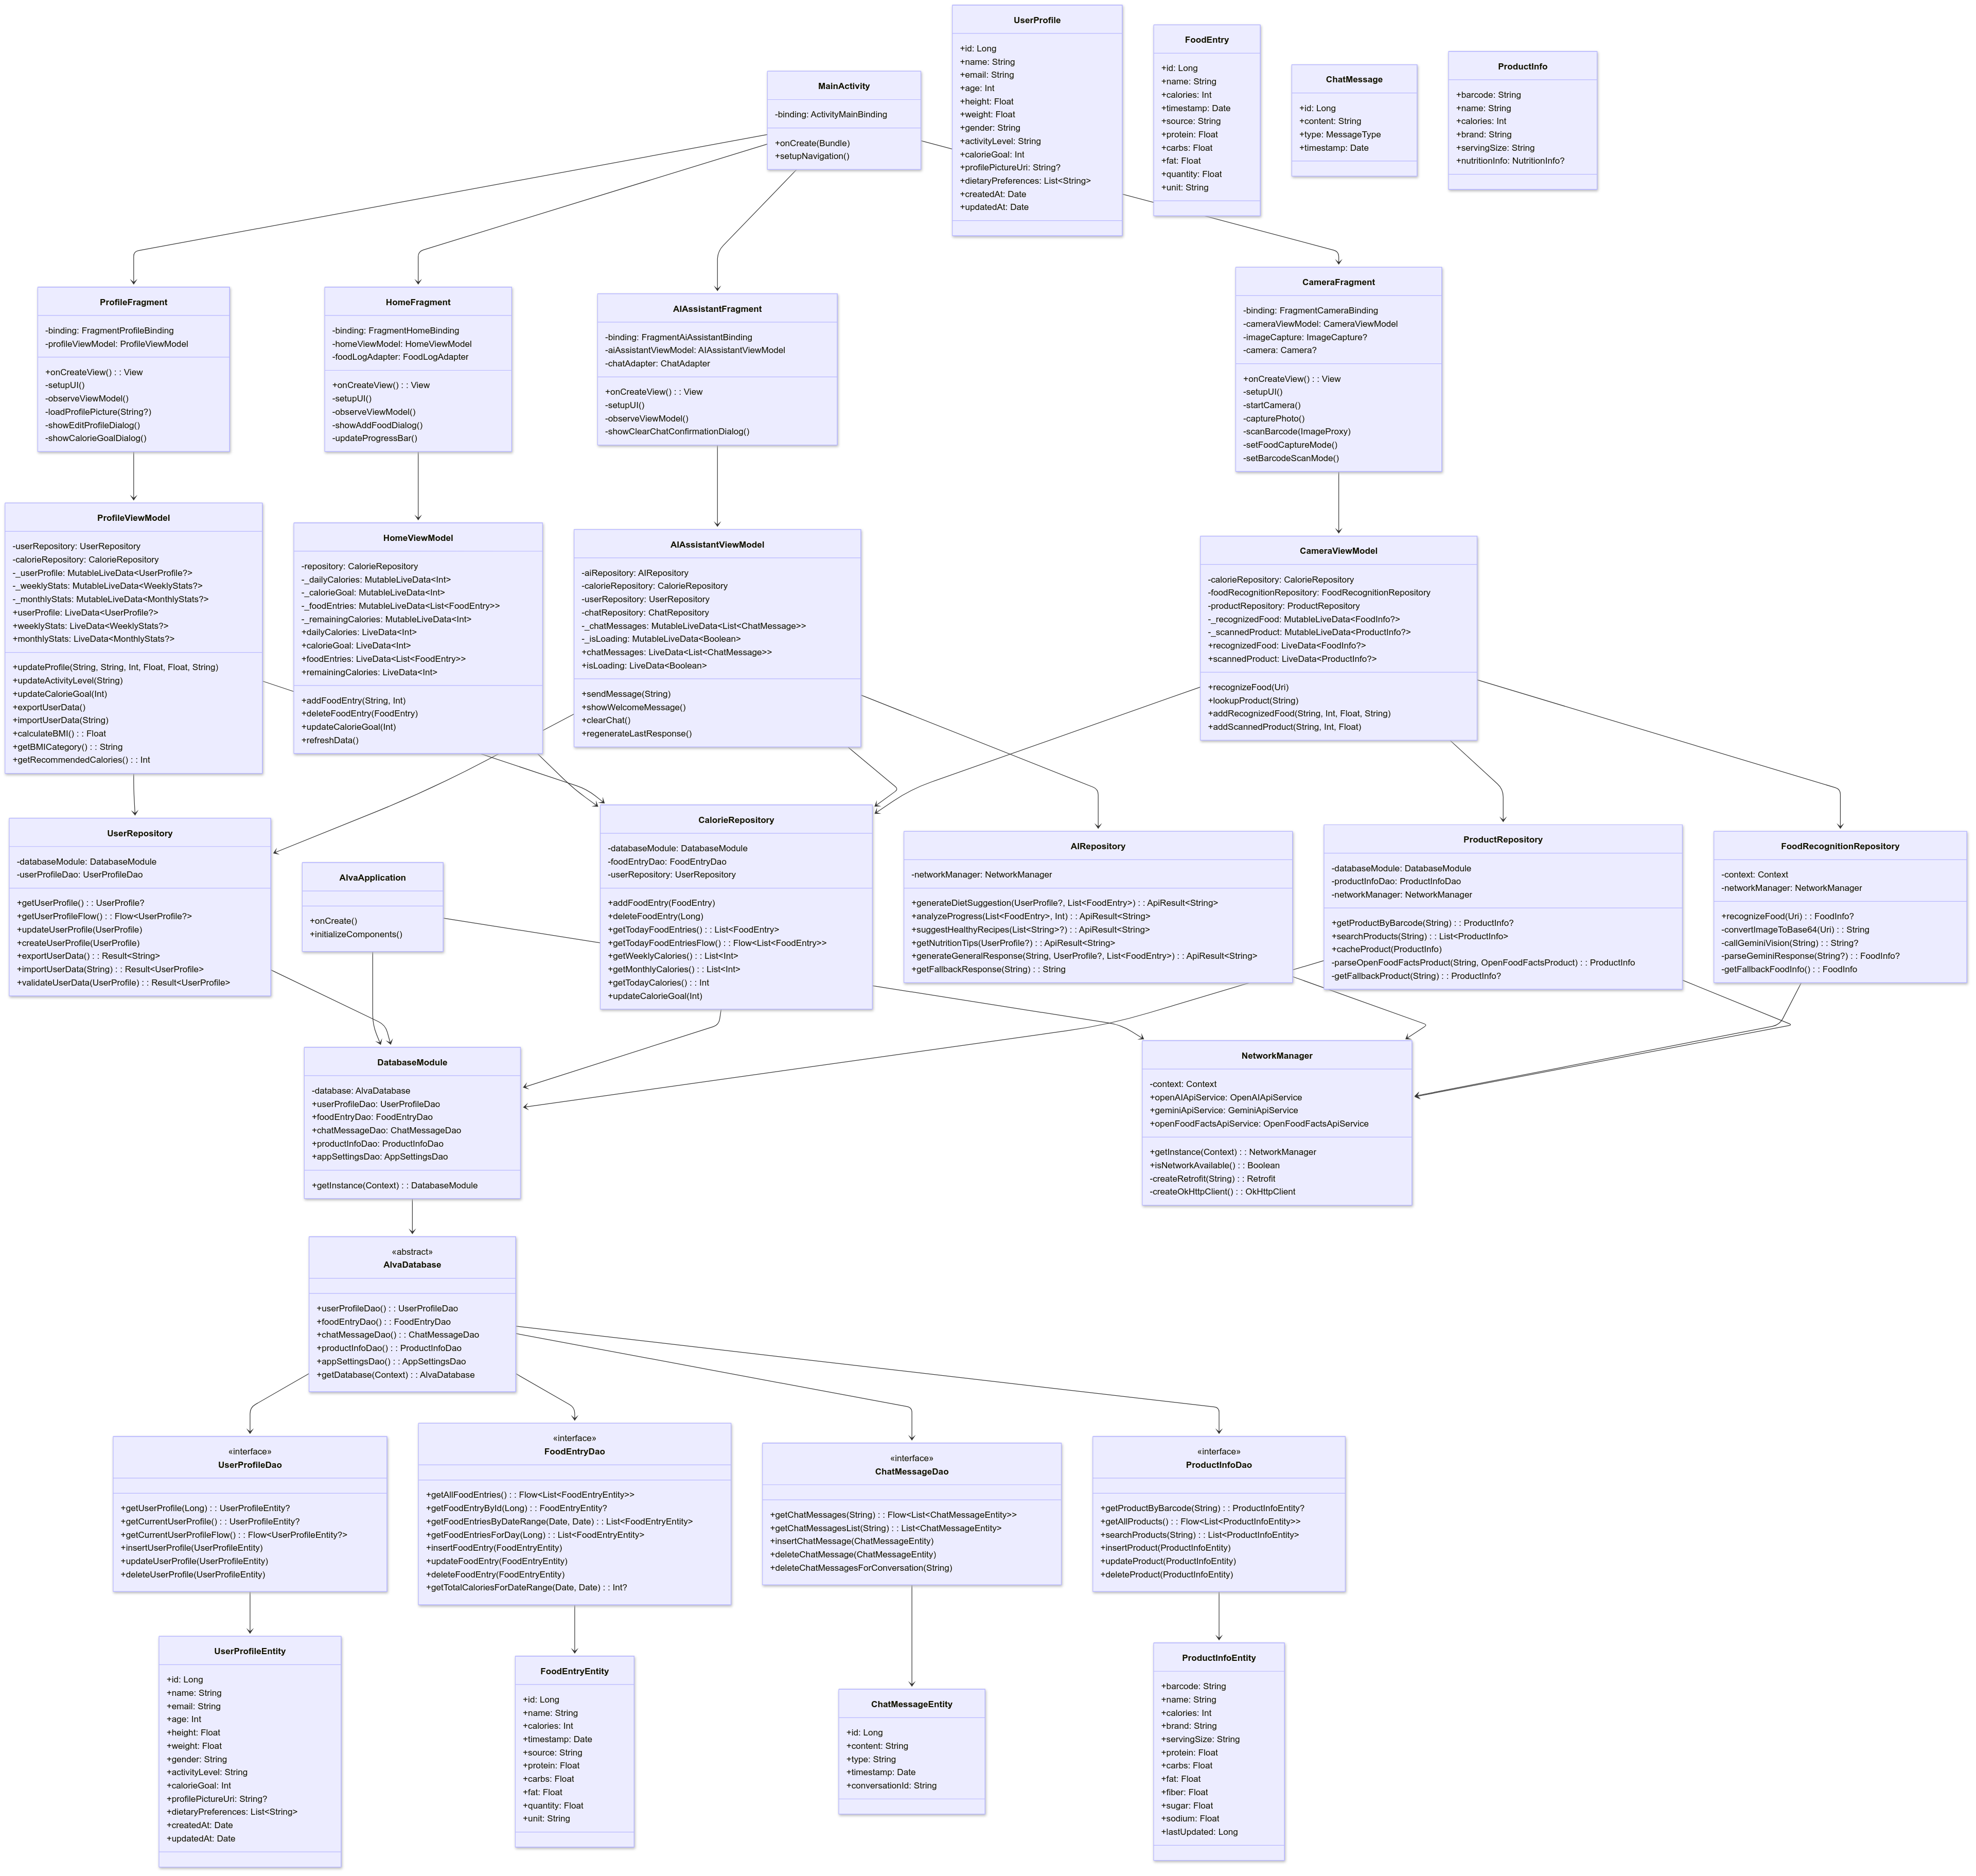 UserProfile
+id: Long
+name: String
+email: String
+age: Int
+height: Float
+weight: Float
+gender: String
+activityLevel: String
+calorieGoal: Int
+profilePictureUri: String?
+dietaryPreferences: List<String>
+createdAt: Date
+updatedAt: Date
FoodEntry
+id: Long
+name: String
+calories: Int
+timestamp: Date
+source: String
+protein: Float
+carbs: Float
+fat: Float
+quantity: Float
+unit: String
ChatMessage
+id: Long
+content: String
+type: MessageType
+timestamp: Date
ProductInfo
+barcode: String
+name: String
+calories: Int
+brand: String
+servingSize: String
+nutritionInfo: NutritionInfo?
MainActivity
-binding: ActivityMainBinding
+onCreate(Bundle)
+setupNavigation()
ProfileFragment
-binding: FragmentProfileBinding
-profileViewModel: ProfileViewModel
+onCreateView() : : View
-setupUI()
-observeViewModel()
-loadProfilePicture(String?)
-showEditProfileDialog()
-showCalorieGoalDialog()
HomeFragment
-binding: FragmentHomeBinding
-homeViewModel: HomeViewModel
-foodLogAdapter: FoodLogAdapter
+onCreateView() : : View
-setupUI()
-observeViewModel()
-showAddFoodDialog()
-updateProgressBar()
AIAssistantFragment
-binding: FragmentAiAssistantBinding
-aiAssistantViewModel: AIAssistantViewModel
-chatAdapter: ChatAdapter
+onCreateView() : : View
-setupUI()
-observeViewModel()
-showClearChatConfirmationDialog()
CameraFragment
-binding: FragmentCameraBinding
-cameraViewModel: CameraViewModel
-imageCapture: ImageCapture?
-camera: Camera?
+onCreateView() : : View
-setupUI()
-startCamera()
-capturePhoto()
-scanBarcode(ImageProxy)
-setFoodCaptureMode()
-setBarcodeScanMode()
ProfileViewModel
-userRepository: UserRepository
-calorieRepository: CalorieRepository
-_userProfile: MutableLiveData<UserProfile?>
-_weeklyStats: MutableLiveData<WeeklyStats?>
-_monthlyStats: MutableLiveData<MonthlyStats?>
+userProfile: LiveData<UserProfile?>
+weeklyStats: LiveData<WeeklyStats?>
+monthlyStats: LiveData<MonthlyStats?>
+updateProfile(String, String, Int, Float, Float, String)
+updateActivityLevel(String)
+updateCalorieGoal(Int)
+exportUserData()
+importUserData(String)
+calculateBMI() : : Float
+getBMICategory() : : String
+getRecommendedCalories() : : Int
HomeViewModel
-repository: CalorieRepository
-_dailyCalories: MutableLiveData<Int>
-_calorieGoal: MutableLiveData<Int>
-_foodEntries: MutableLiveData<List<FoodEntry>>
-_remainingCalories: MutableLiveData<Int>
+dailyCalories: LiveData<Int>
+calorieGoal: LiveData<Int>
+foodEntries: LiveData<List<FoodEntry>>
+remainingCalories: LiveData<Int>
+addFoodEntry(String, Int)
+deleteFoodEntry(FoodEntry)
+updateCalorieGoal(Int)
+refreshData()
AIAssistantViewModel
-aiRepository: AIRepository
-calorieRepository: CalorieRepository
-userRepository: UserRepository
-chatRepository: ChatRepository
-_chatMessages: MutableLiveData<List<ChatMessage>>
-_isLoading: MutableLiveData<Boolean>
+chatMessages: LiveData<List<ChatMessage>>
+isLoading: LiveData<Boolean>
+sendMessage(String)
+showWelcomeMessage()
+clearChat()
+regenerateLastResponse()
CameraViewModel
-calorieRepository: CalorieRepository
-foodRecognitionRepository: FoodRecognitionRepository
-productRepository: ProductRepository
-_recognizedFood: MutableLiveData<FoodInfo?>
-_scannedProduct: MutableLiveData<ProductInfo?>
+recognizedFood: LiveData<FoodInfo?>
+scannedProduct: LiveData<ProductInfo?>
+recognizeFood(Uri)
+lookupProduct(String)
+addRecognizedFood(String, Int, Float, String)
+addScannedProduct(String, Int, Float)
UserRepository
-databaseModule: DatabaseModule
-userProfileDao: UserProfileDao
+getUserProfile() : : UserProfile?
+getUserProfileFlow() : : Flow<UserProfile?>
+updateUserProfile(UserProfile)
+createUserProfile(UserProfile)
+exportUserData() : : Result<String>
+importUserData(String) : : Result<UserProfile>
+validateUserData(UserProfile) : : Result<UserProfile>
AlvaApplication
+onCreate()
+initializeComponents()
CalorieRepository
-databaseModule: DatabaseModule
-foodEntryDao: FoodEntryDao
-userRepository: UserRepository
+addFoodEntry(FoodEntry)
+deleteFoodEntry(Long)
+getTodayFoodEntries() : : List<FoodEntry>
+getTodayFoodEntriesFlow() : : Flow<List<FoodEntry>>
+getWeeklyCalories() : : List<Int>
+getMonthlyCalories() : : List<Int>
+getTodayCalories() : : Int
+updateCalorieGoal(Int)
AIRepository
-networkManager: NetworkManager
+generateDietSuggestion(UserProfile?, List<FoodEntry>) : : ApiResult<String>
+analyzeProgress(List<FoodEntry>, Int) : : ApiResult<String>
+suggestHealthyRecipes(List<String>?) : : ApiResult<String>
+getNutritionTips(UserProfile?) : : ApiResult<String>
+generateGeneralResponse(String, UserProfile?, List<FoodEntry>) : : ApiResult<String>
+getFallbackResponse(String) : : String
ProductRepository
-databaseModule: DatabaseModule
-productInfoDao: ProductInfoDao
-networkManager: NetworkManager
+getProductByBarcode(String) : : ProductInfo?
+searchProducts(String) : : List<ProductInfo>
+cacheProduct(ProductInfo)
-parseOpenFoodFactsProduct(String, OpenFoodFactsProduct) : : ProductInfo
-getFallbackProduct(String) : : ProductInfo?
FoodRecognitionRepository
-context: Context
-networkManager: NetworkManager
+recognizeFood(Uri) : : FoodInfo?
-convertImageToBase64(Uri) : : String
-callGeminiVision(String) : : String?
-parseGeminiResponse(String?) : : FoodInfo?
-getFallbackFoodInfo() : : FoodInfo
DatabaseModule
-database: AlvaDatabase
+userProfileDao: UserProfileDao
+foodEntryDao: FoodEntryDao
+chatMessageDao: ChatMessageDao
+productInfoDao: ProductInfoDao
+appSettingsDao: AppSettingsDao
+getInstance(Context) : : DatabaseModule
NetworkManager
-context: Context
+openAIApiService: OpenAIApiService
+geminiApiService: GeminiApiService
+openFoodFactsApiService: OpenFoodFactsApiService
+getInstance(Context) : : NetworkManager
+isNetworkAvailable() : : Boolean
-createRetrofit(String) : : Retrofit
-createOkHttpClient() : : OkHttpClient
«abstract»
AlvaDatabase
+userProfileDao() : : UserProfileDao
+foodEntryDao() : : FoodEntryDao
+chatMessageDao() : : ChatMessageDao
+productInfoDao() : : ProductInfoDao
+appSettingsDao() : : AppSettingsDao
+getDatabase(Context) : : AlvaDatabase
«interface»
UserProfileDao
+getUserProfile(Long) : : UserProfileEntity?
+getCurrentUserProfile() : : UserProfileEntity?
+getCurrentUserProfileFlow() : : Flow<UserProfileEntity?>
+insertUserProfile(UserProfileEntity)
+updateUserProfile(UserProfileEntity)
+deleteUserProfile(UserProfileEntity)
«interface»
FoodEntryDao
+getAllFoodEntries() : : Flow<List<FoodEntryEntity>>
+getFoodEntryById(Long) : : FoodEntryEntity?
+getFoodEntriesByDateRange(Date, Date) : : List<FoodEntryEntity>
+getFoodEntriesForDay(Long) : : List<FoodEntryEntity>
+insertFoodEntry(FoodEntryEntity)
+updateFoodEntry(FoodEntryEntity)
+deleteFoodEntry(FoodEntryEntity)
+getTotalCaloriesForDateRange(Date, Date) : : Int?
«interface»
ChatMessageDao
+getChatMessages(String) : : Flow<List<ChatMessageEntity>>
+getChatMessagesList(String) : : List<ChatMessageEntity>
+insertChatMessage(ChatMessageEntity)
+deleteChatMessage(ChatMessageEntity)
+deleteChatMessagesForConversation(String)
«interface»
ProductInfoDao
+getProductByBarcode(String) : : ProductInfoEntity?
+getAllProducts() : : Flow<List<ProductInfoEntity>>
+searchProducts(String) : : List<ProductInfoEntity>
+insertProduct(ProductInfoEntity)
+updateProduct(ProductInfoEntity)
+deleteProduct(ProductInfoEntity)
UserProfileEntity
+id: Long
+name: String
+email: String
+age: Int
+height: Float
+weight: Float
+gender: String
+activityLevel: String
+calorieGoal: Int
+profilePictureUri: String?
+dietaryPreferences: List<String>
+createdAt: Date
+updatedAt: Date
FoodEntryEntity
+id: Long
+name: String
+calories: Int
+timestamp: Date
+source: String
+protein: Float
+carbs: Float
+fat: Float
+quantity: Float
+unit: String
ChatMessageEntity
+id: Long
+content: String
+type: String
+timestamp: Date
+conversationId: String
ProductInfoEntity
+barcode: String
+name: String
+calories: Int
+brand: String
+servingSize: String
+protein: Float
+carbs: Float
+fat: Float
+fiber: Float
+sugar: Float
+sodium: Float
+lastUpdated: Long